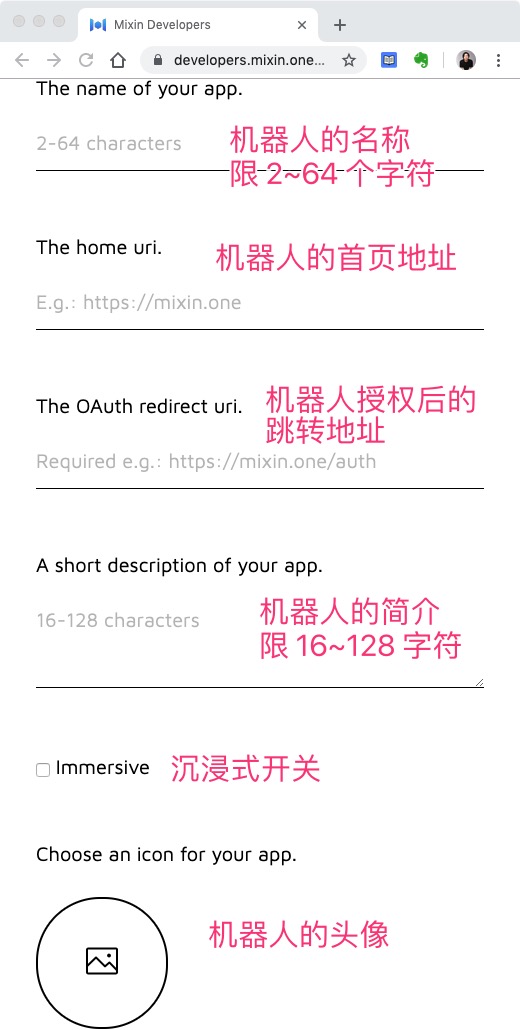 Mixin Developers
developers.mixin.one...
The name of your app.
2-64 characters
机器人的名称
限 2~64 个字符
The home uri.
机器人的首页地址
E.g.: https://mixin.one
The OAuth redirect uri.
机器人授权后的
跳转地址
Required e.g.: https://mixin.one/auth
A short description of your app.
16-128 characters
机器人的简介
限 16~128 字符
Immersive
沉浸式开关
Choose an icon for your app.
机器人的头像